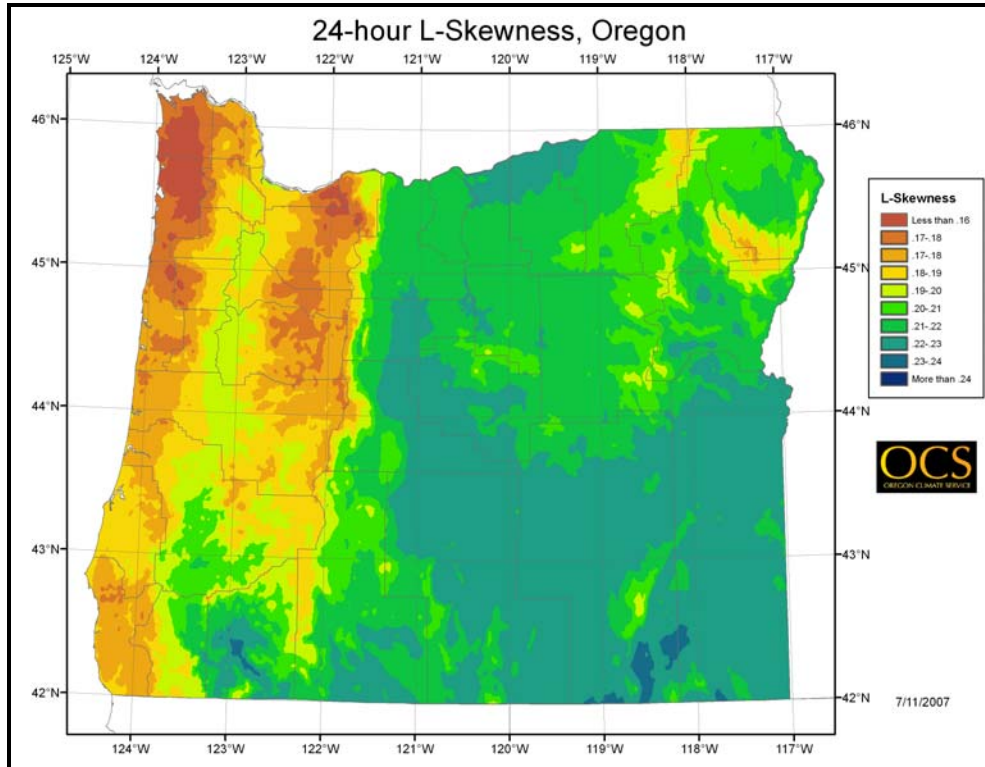 24-hour L-Skewness, Oregon
125°W 124°W 123°W 122°W 121°W 120°W 119°W 118°W 117°W
46°N 46°N
45°N 45°N
44°N 44°N
43°N 43°N
42°N 42°N
L-Skewness
Less than .16
.17-.18
.17-.18
.18-.19
.19-.20
.20-.21
.21-.22
.22-.23
.23-.24
More than .24
OCS
OREGON CLIMATE SERVICE
7/11/2007
124°W 123°W 122°W 121°W 120°W 119°W 118°W 117°W